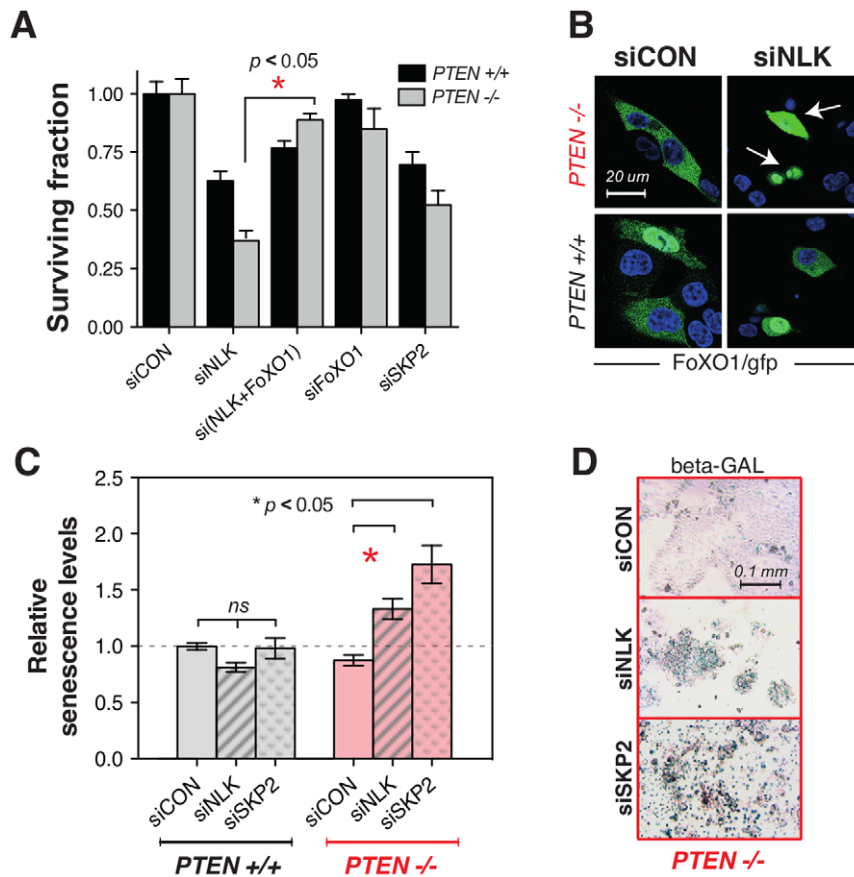 A
p < 0.05
*
PTEN +/+
PTEN -/-
Surviving fraction
1.00
0.75
0.50
0.25
0.00
siCON
siNLK
si(NLK+FoXO1)
siFoXO1
siSKP2
B
siCON
siNLK
PTEN -/-
20 um
PTEN +/+
FoXO1/gfp
C
Relative
senescence levels
2.5
2.0
1.5
1.0
0.5
0.0
* p < 0.05
*
ns
siCON
siNLK
siSKP2
siCON
siNLK
siSKP2
PTEN +/+
PTEN -/-
D
beta-GAL
siCON
0.1 mm
siNLK
siSKP2
PTEN -/-